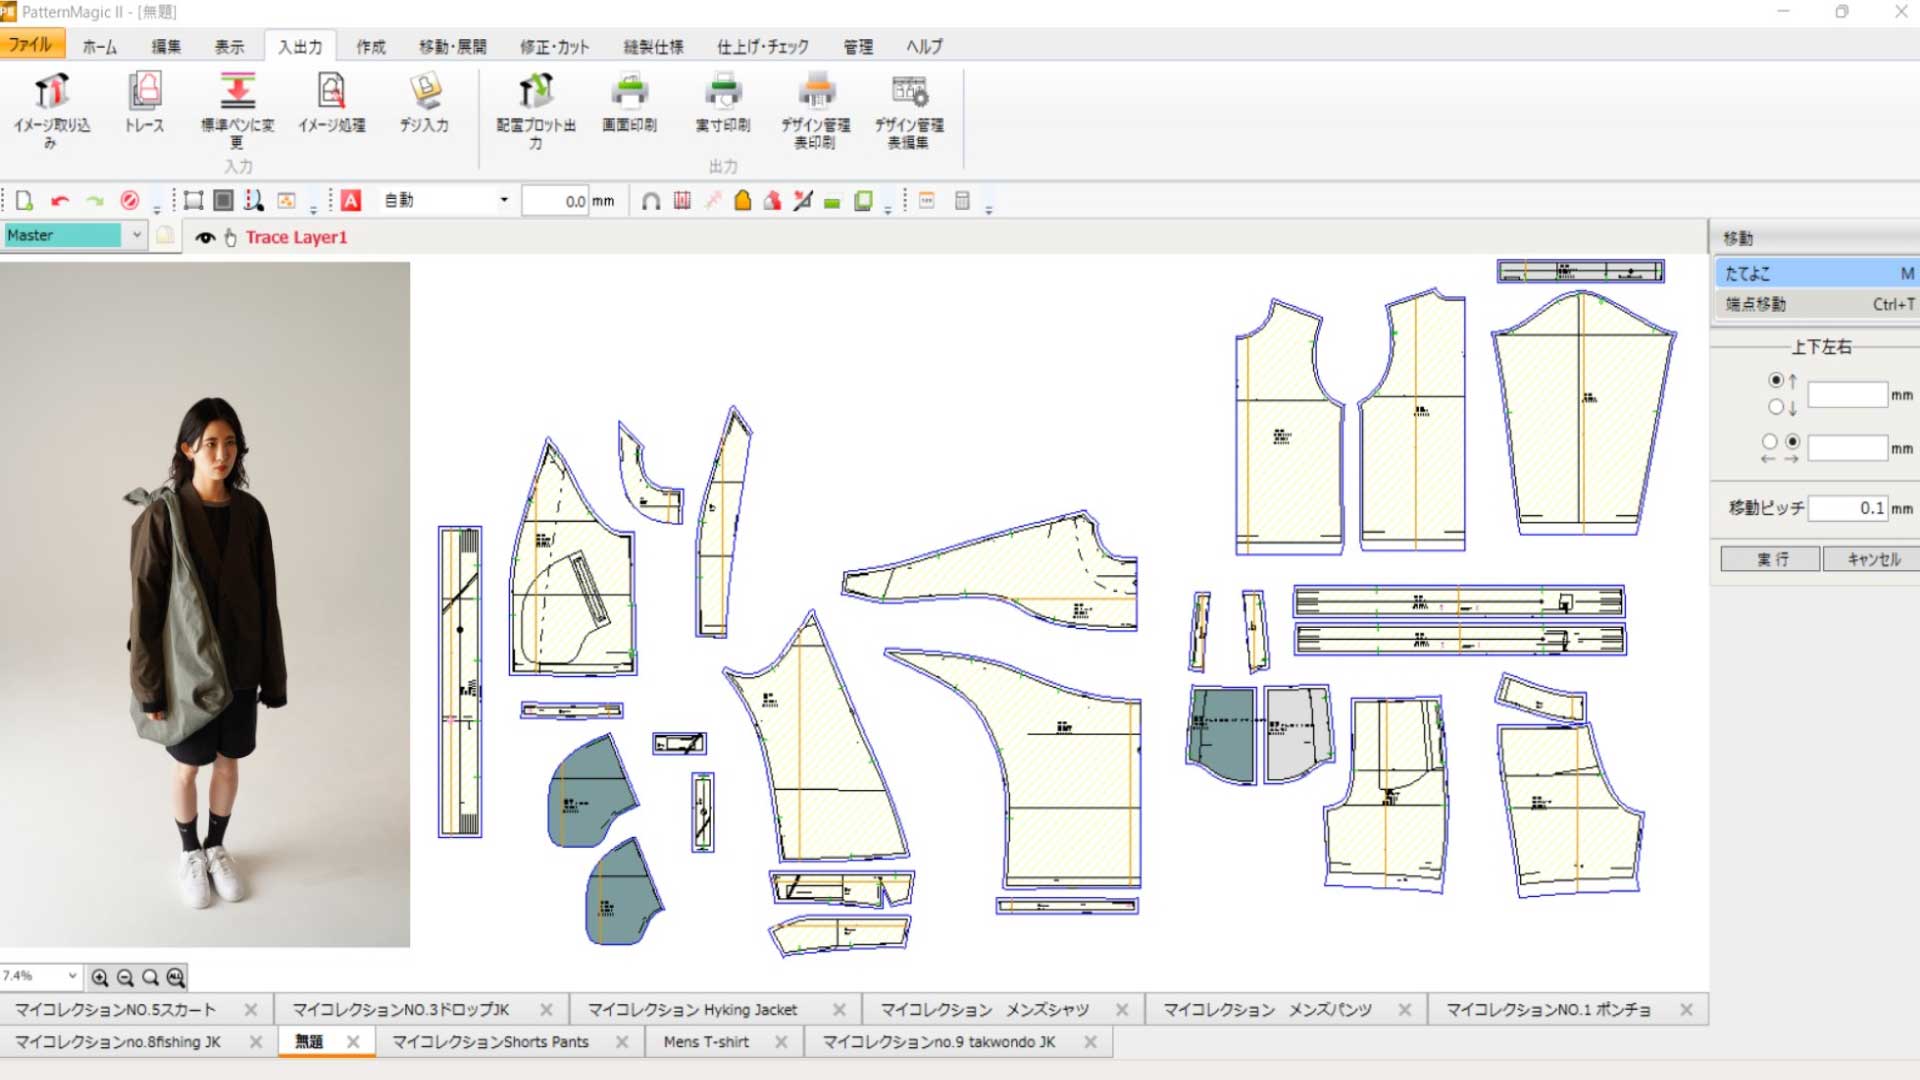 PatternMagic II - [無題]
ファイル ホーム 編集 表示 入出力 作成 移動・展開 修正・カット 縫製仕様 仕上げ・チェック 管理 ヘルプ
イメージ取り込み トレース 標準ペンに変更 イメージ処理 デジ入力 配置プロット出力 画面印刷 実寸印刷 デザイン管理表印刷 デザイン管理表編集
入力 出力
A 自動 0.0 mm
Master Trace Layer1
移動
たてよこ M
端点移動 Ctrl+T
上下左右
↑ mm
↓
mm
← →
移動ピッチ 0.1 mm
実行 キャンセル
7.4% ALL
マイコレクションNO.5スカート マイコレクションNO.3ドロップJK マイコレクション Hyking Jacket マイコレクション メンズシャツ マイコレクション メンズパンツ マイコレクションNO.1 ポンチョ
マイコレクションno.8fishing JK 無題 マイコレクションShorts Pants Mens T-shirt マイコレクションno.9 takwondo JK